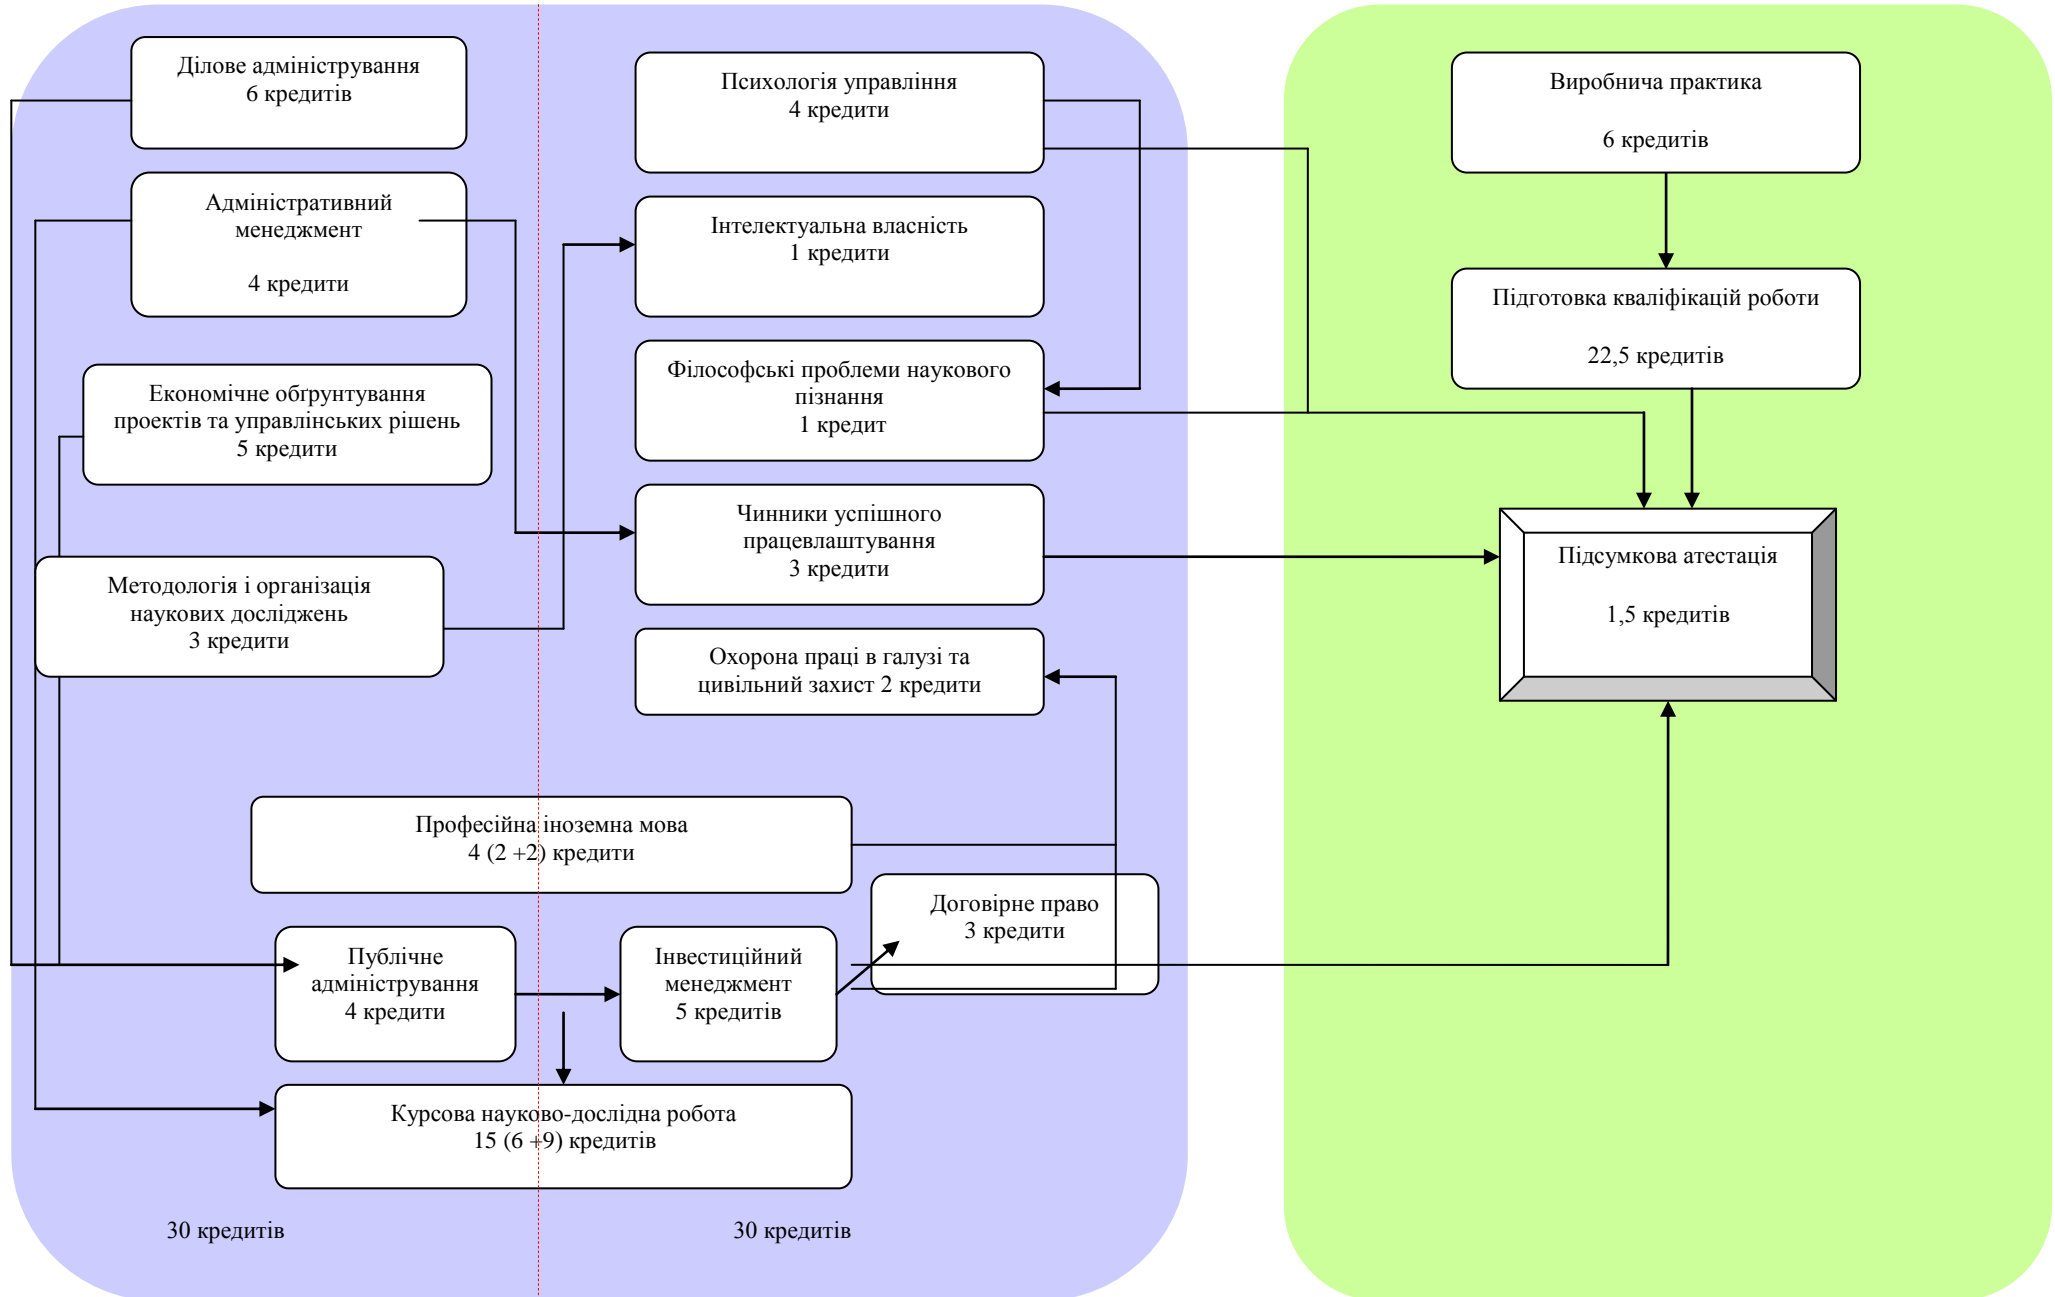 Ділове адміністрування
6 кредитів
Адміністративний
менеджмент
4 кредити
Економічне обґрунтування
проектів та управлінських рішень
5 кредити
Методологія і організація
наукових досліджень
3 кредити
Психологія управління
4 кредити
Інтелектуальна власність
1 кредити
Філософські проблеми наукового
пізнання
1 кредит
Чинники успішного
працевлаштування
3 кредити
Охорона праці в галузі та
цивільний захист 2 кредити
Професійна іноземна мова
4 (2 +2) кредити
Публічне
адміністрування
4 кредити
Інвестиційний
менеджмент
5 кредитів
Договірне право
3 кредити
Курсова науково-дослідна робота
15 (6 +9) кредитів
30 кредитів
30 кредитів
Виробнича практика
6 кредитів
Підготовка кваліфікацій роботи
22,5 кредитів
Підсумкова атестація
1,5 кредитів